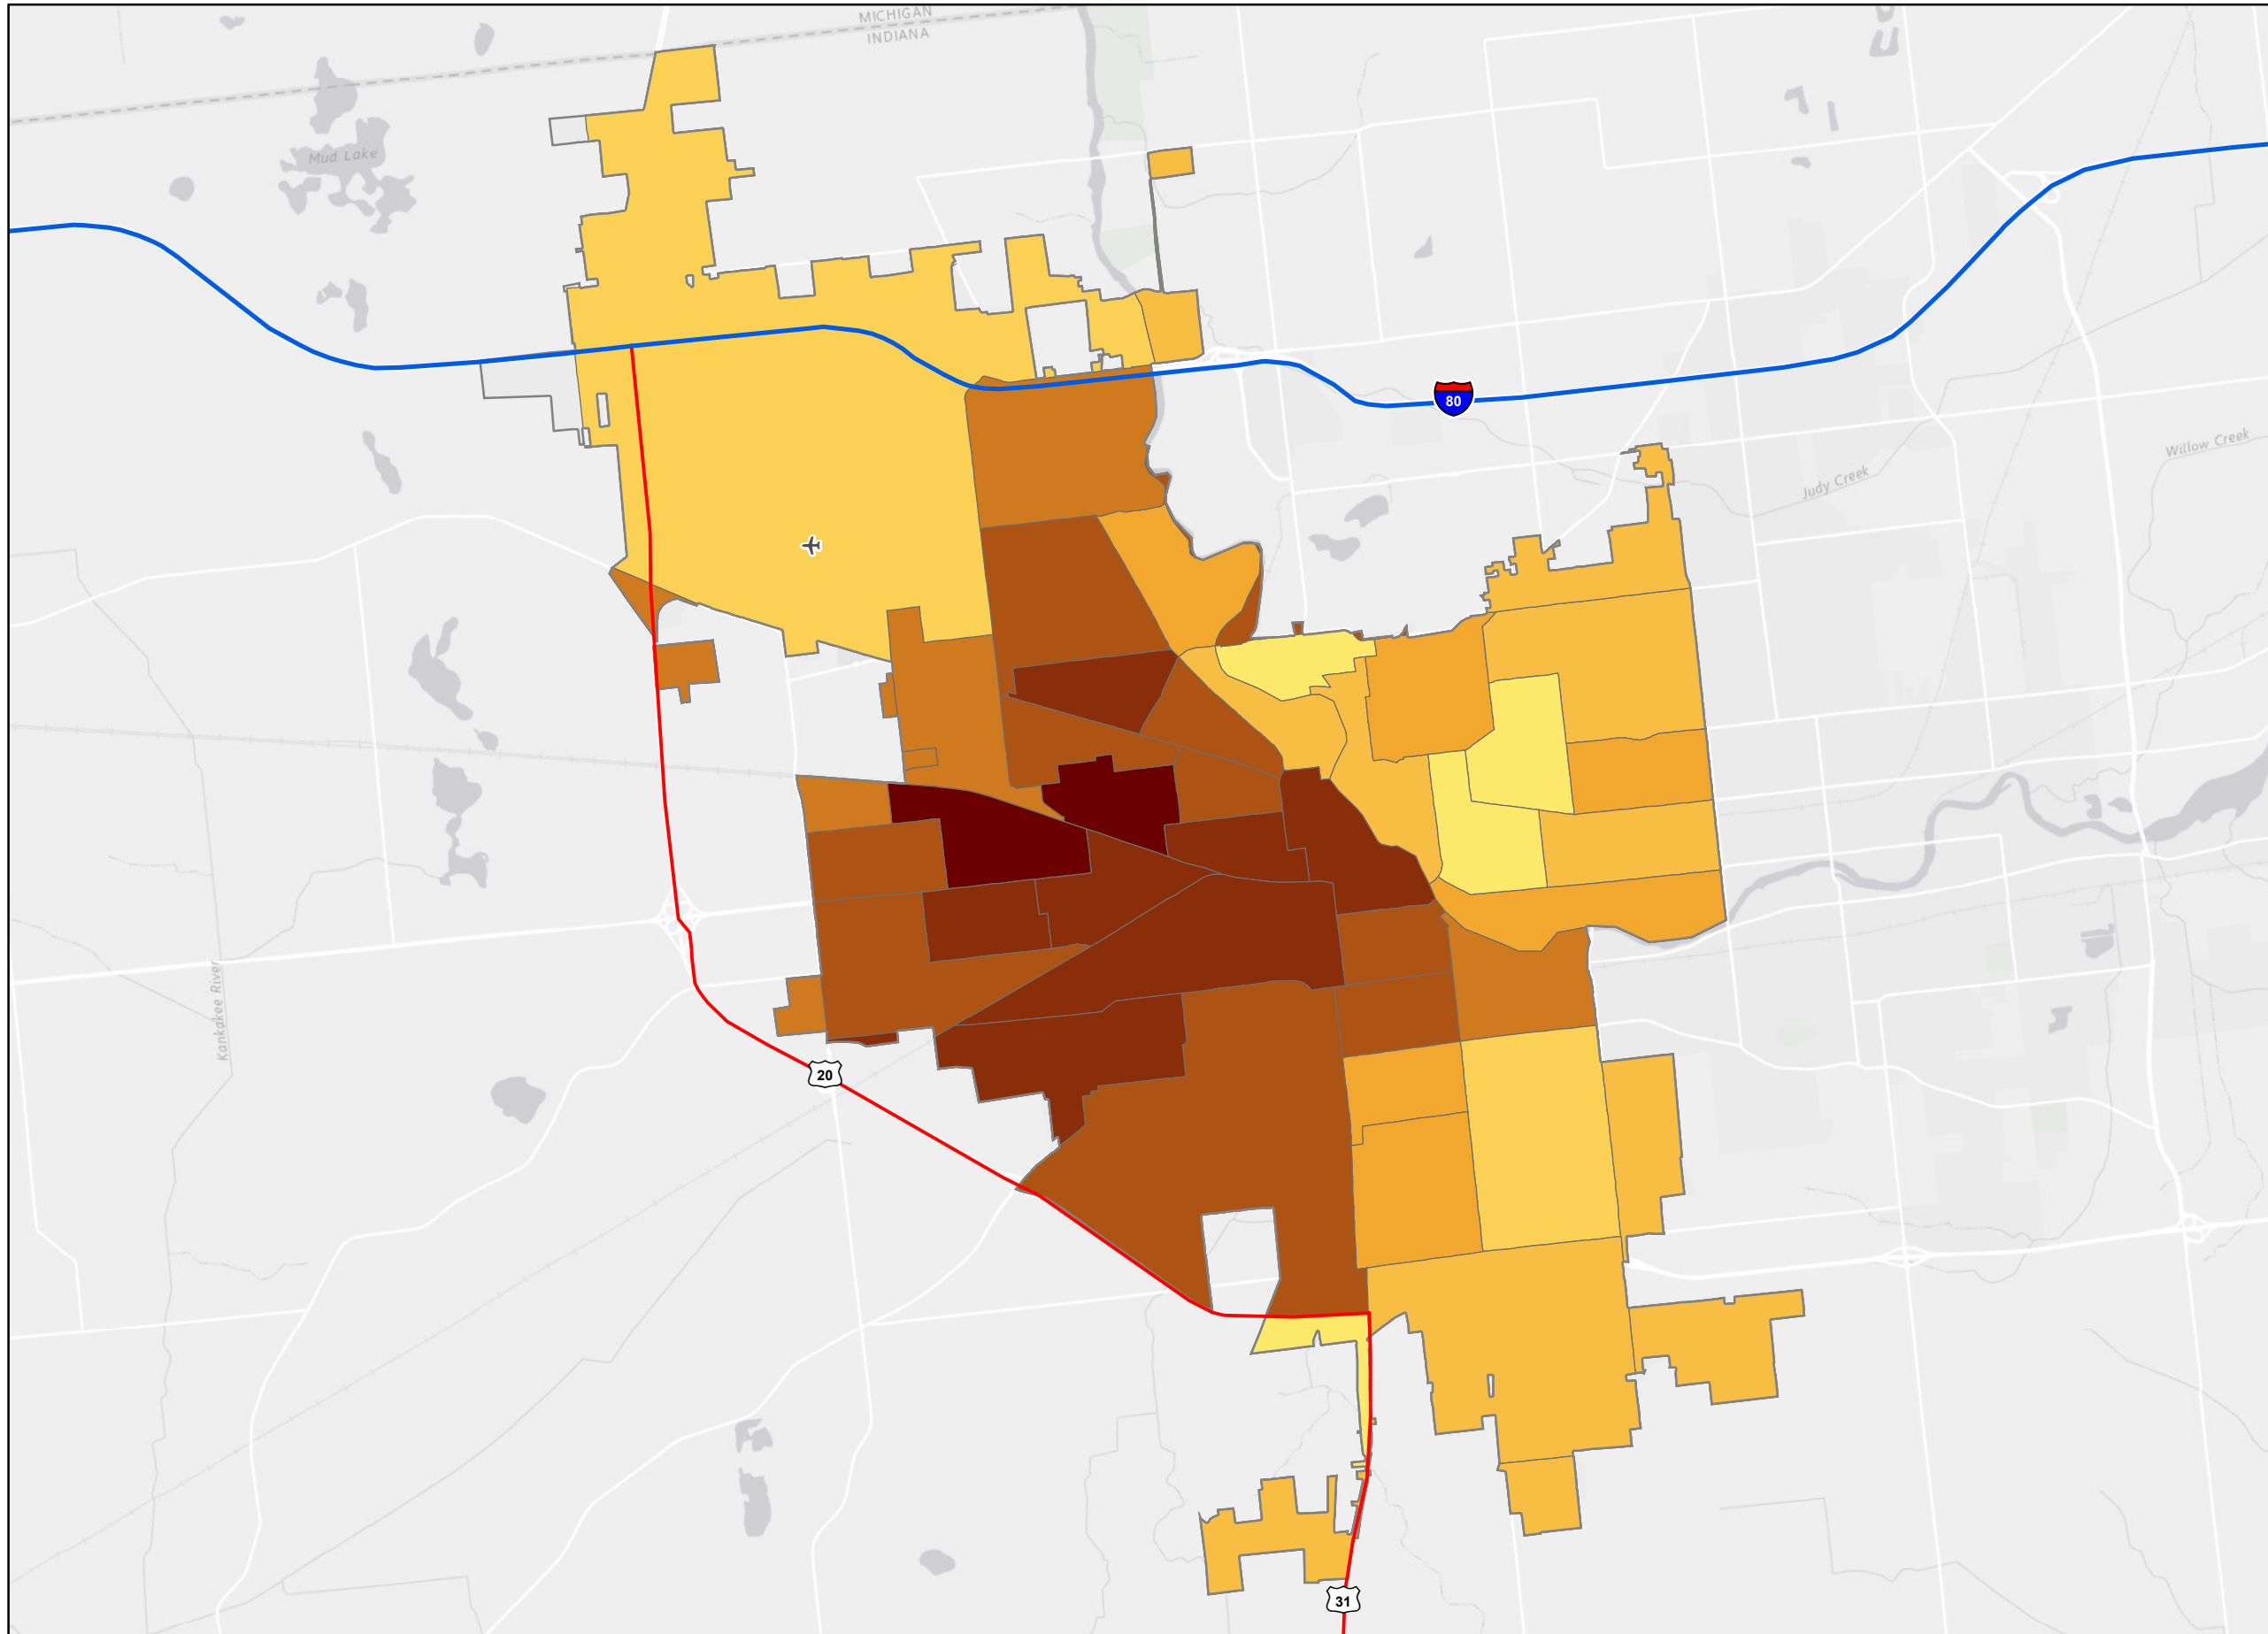 MICHIGAN
INDIANA
Mud Lake
80
Willow Creek
Judy Creek
Kankakee River
20
31